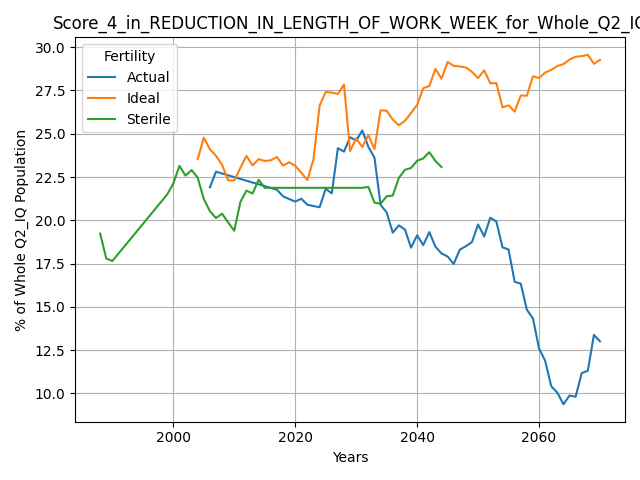 Score_4_in_REDUCTION_IN_LENGTH_OF_WORK_WEEK_for_Whole_Q2_IQ
Fertility
Actual
Ideal
Sterile
% of Whole Q2_IQ Population
30.0
27.5
25.0
22.5
20.0
17.5
15.0
12.5
10.0
2000 2020 2040 2060
Years